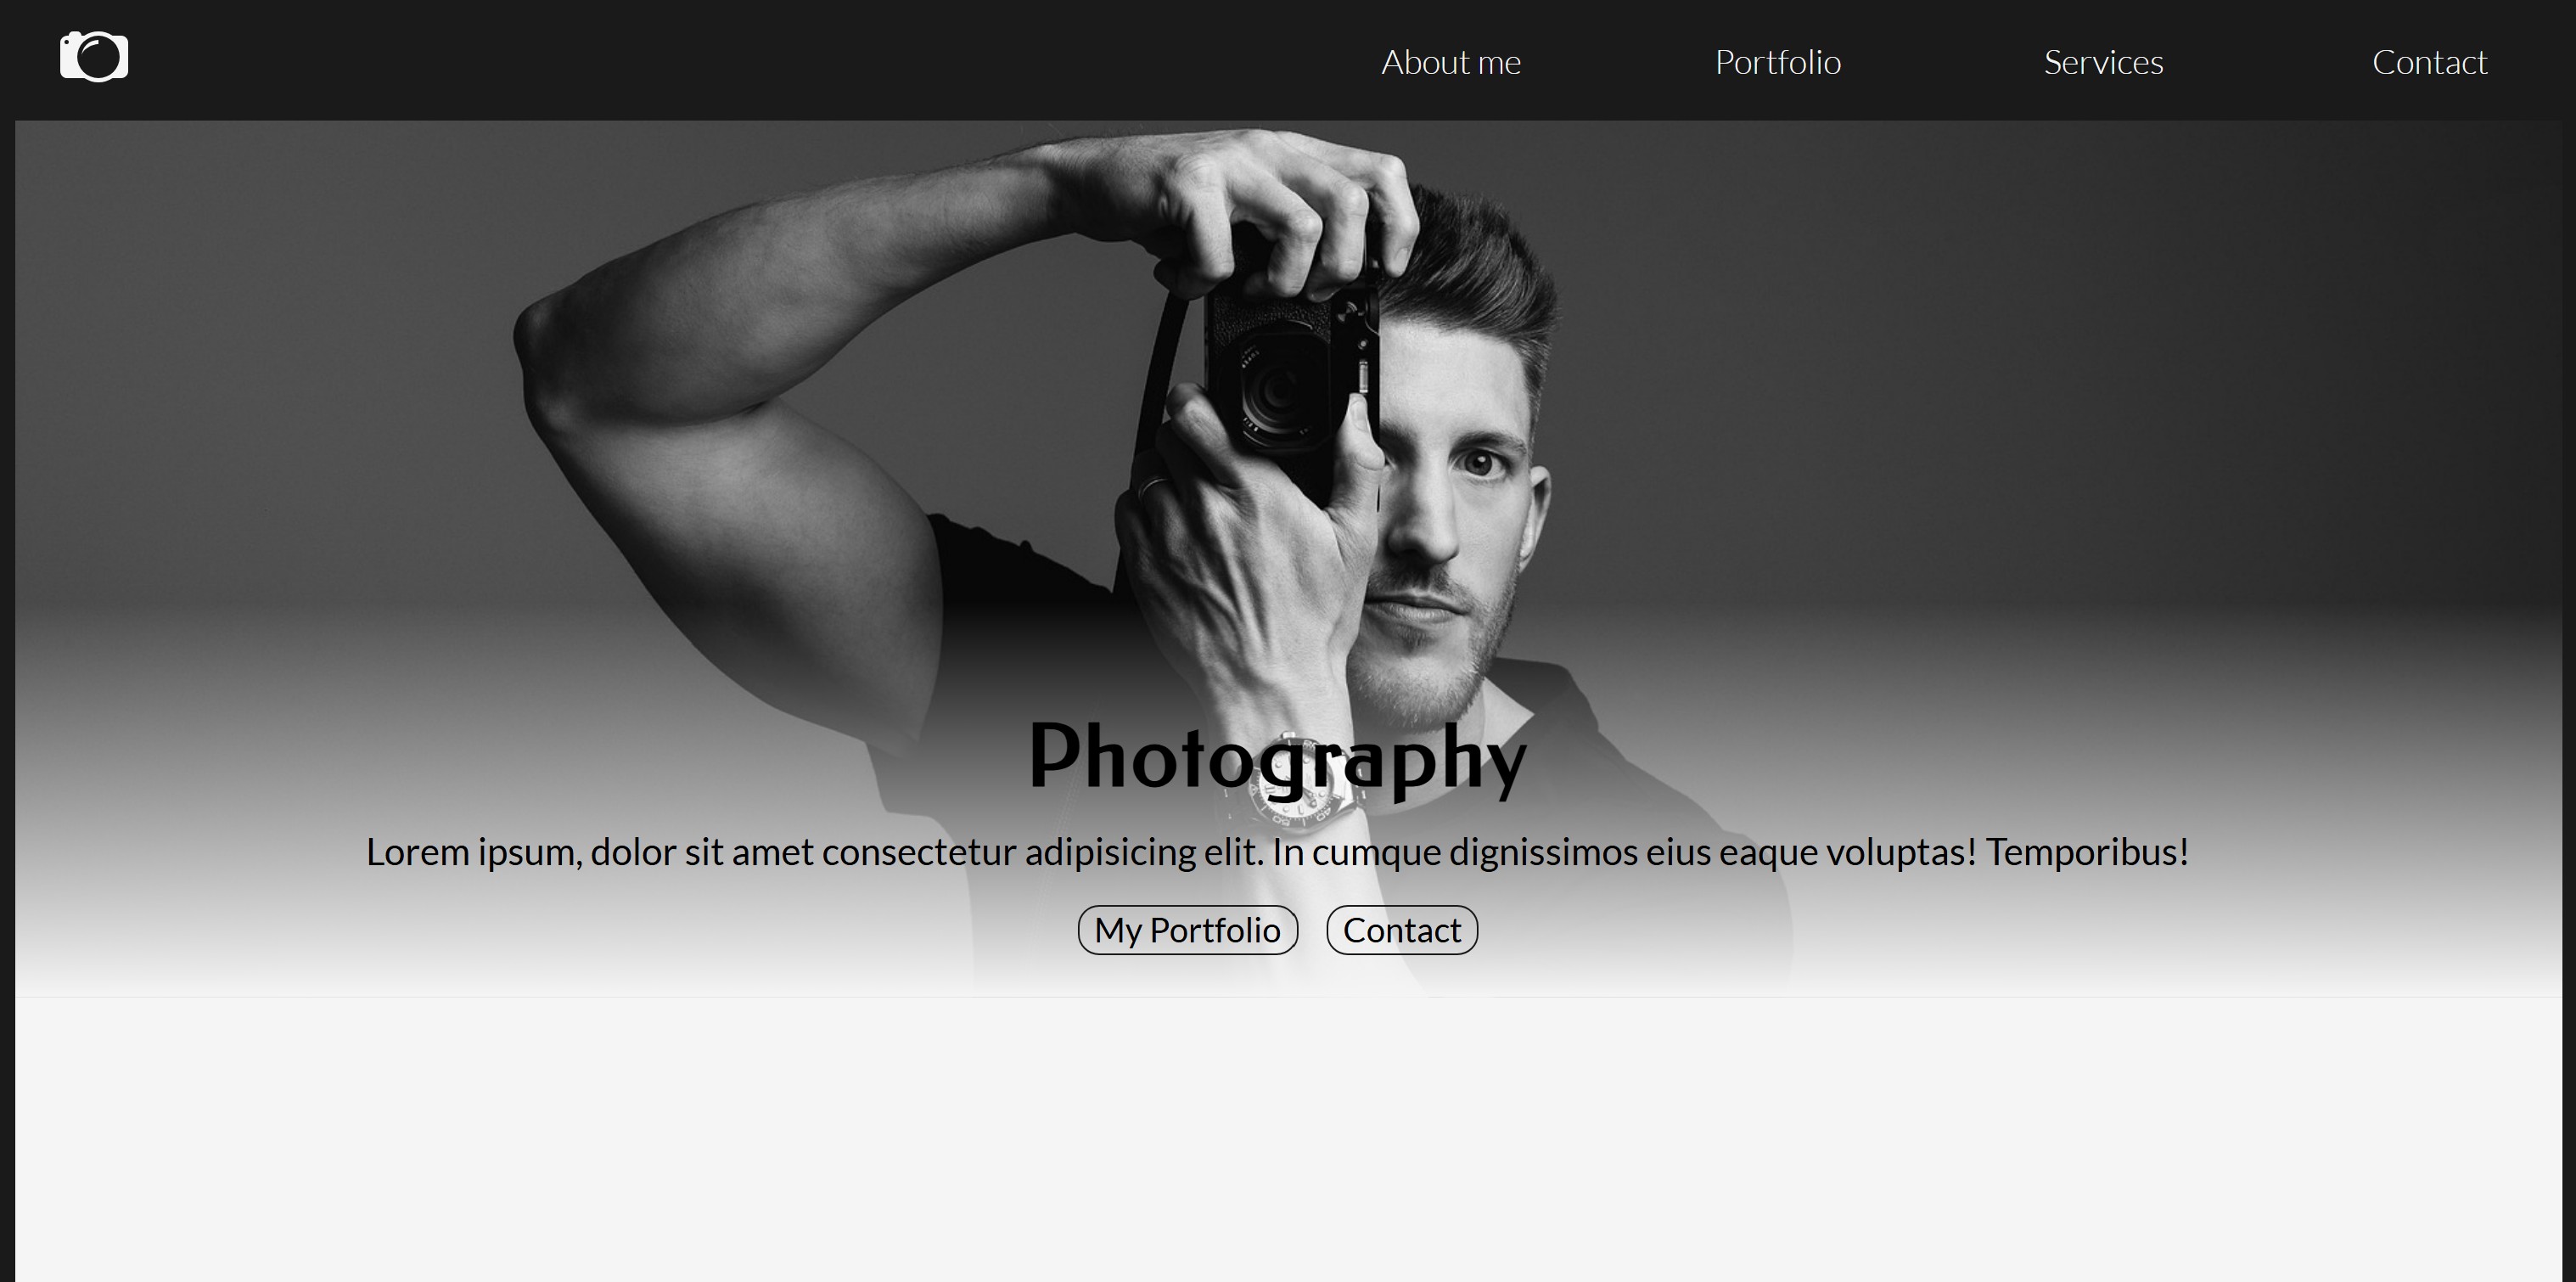 About me
Portfolio
Services
Contact
Photography
Lorem ipsum, dolor sit amet consectetur adipisicing elit. In cumque dignissimos eius eaque voluptas! Temporibus!
My Portfolio
Contact